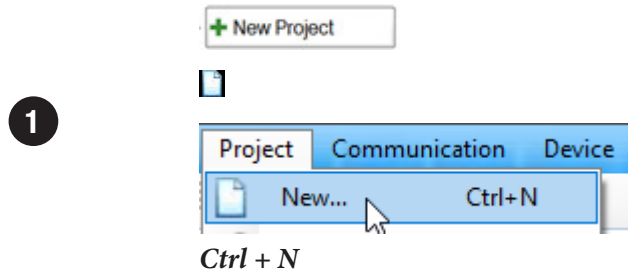 New Project
1
Project Communication Device
New... Ctrl+N
Ctrl + N